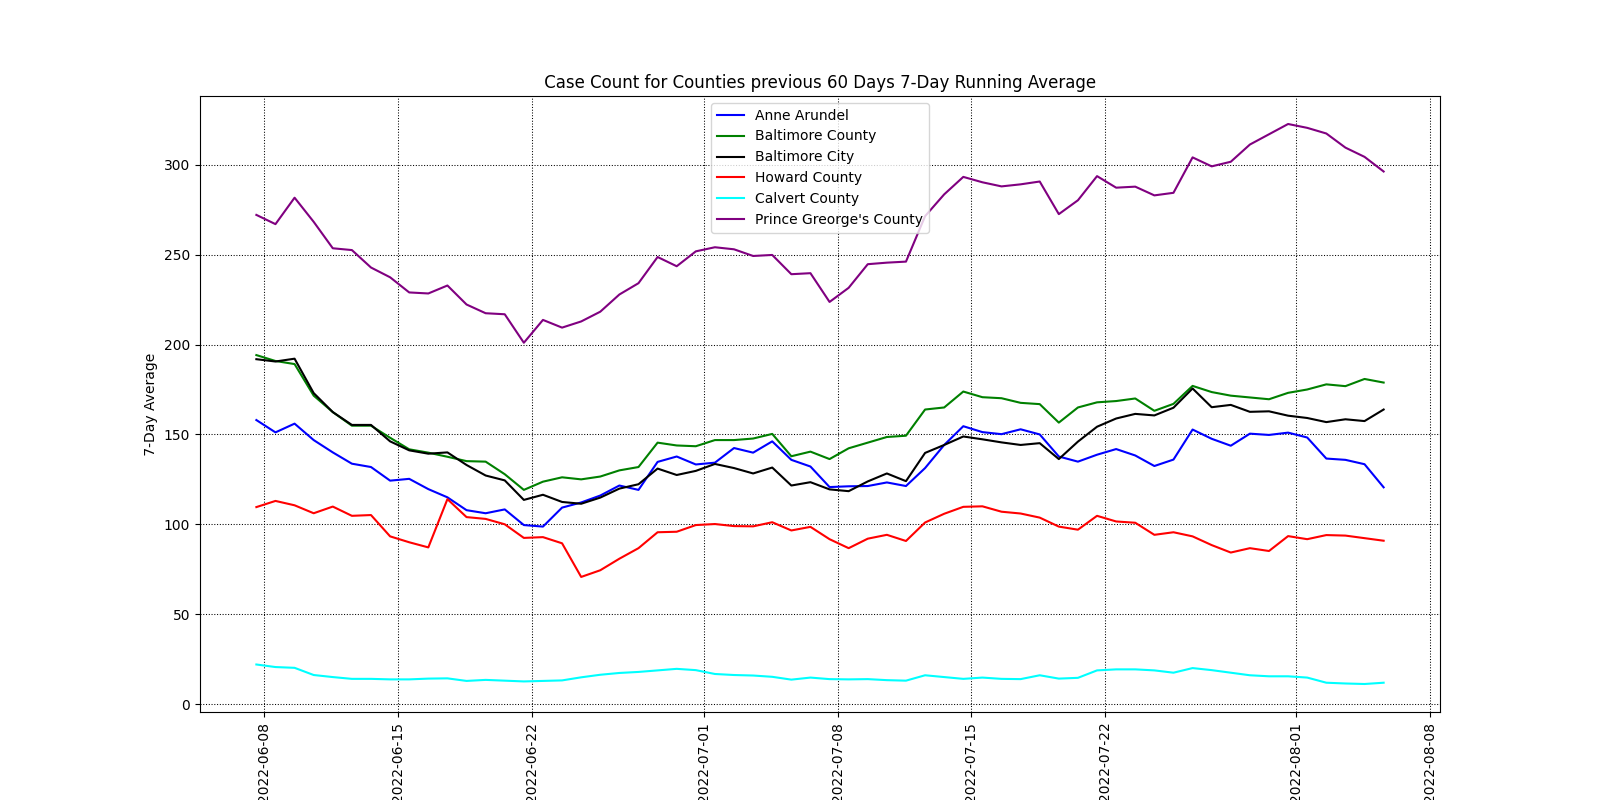 Case Count for Counties previous 60 Days 7-Day Running Average
Anne Arundel
Baltimore County
Baltimore City
Howard County
Calvert County
Prince Greorge's County
7-Day Average
300
250
200
150
100
50
0
2022-06-08
2022-06-15
2022-06-22
2022-07-01
2022-07-08
2022-07-15
2022-07-22
2022-08-01
2022-08-08